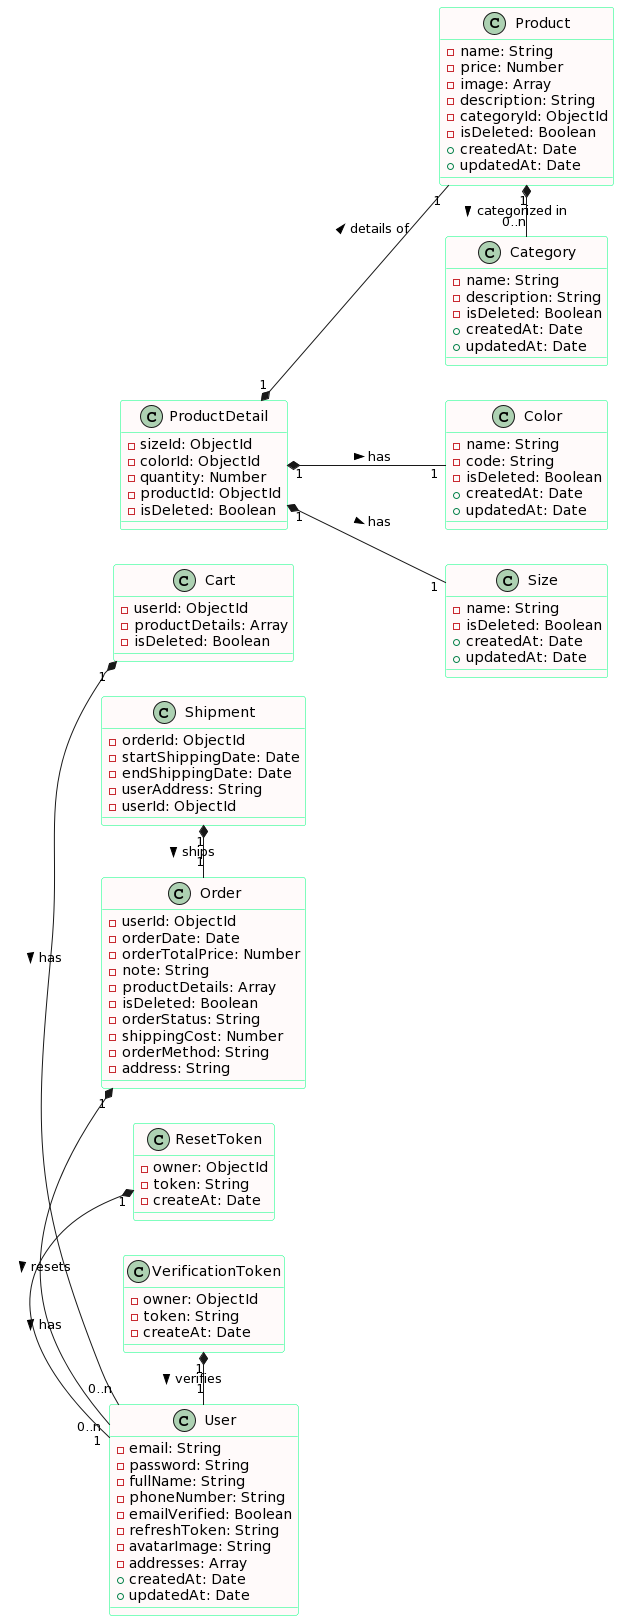 C Product
name: String
price: Number
image: Array
description: String
categoryId: ObjectId
isDeleted: Boolean
createdAt: Date
updatedAt: Date
1
1
categorized in
0..n
details of
C Category
name: String
description: String
isDeleted: Boolean
createdAt: Date
updatedAt: Date
1
C ProductDetail
sizeId: ObjectId
colorId: ObjectId
quantity: Number
productId: ObjectId
isDeleted: Boolean
has
1
1
C Color
name: String
code: String
isDeleted: Boolean
createdAt: Date
updatedAt: Date
1
has
1
C Size
name: String
isDeleted: Boolean
createdAt: Date
updatedAt: Date
C Cart
userId: ObjectId
productDetails: Array
isDeleted: Boolean
1
C Shipment
orderId: ObjectId
startShippingDate: Date
endShippingDate: Date
userAddress: String
userId: ObjectId
1
ships
1
C Order
userId: ObjectId
orderDate: Date
orderTotalPrice: Number
note: String
productDetails: Array
isDeleted: Boolean
orderStatus: String
shippingCost: Number
orderMethod: String
address: String
has
1
C ResetToken
owner: ObjectId
token: String
createAt: Date
1
resets
has
C VerificationToken
owner: ObjectId
token: String
createAt: Date
1
verifies
1
0..n
0..n
1
C User
email: String
password: String
fullName: String
phoneNumber: String
emailVerified: Boolean
refreshToken: String
avatarImage: String
addresses: Array
createdAt: Date
updatedAt: Date